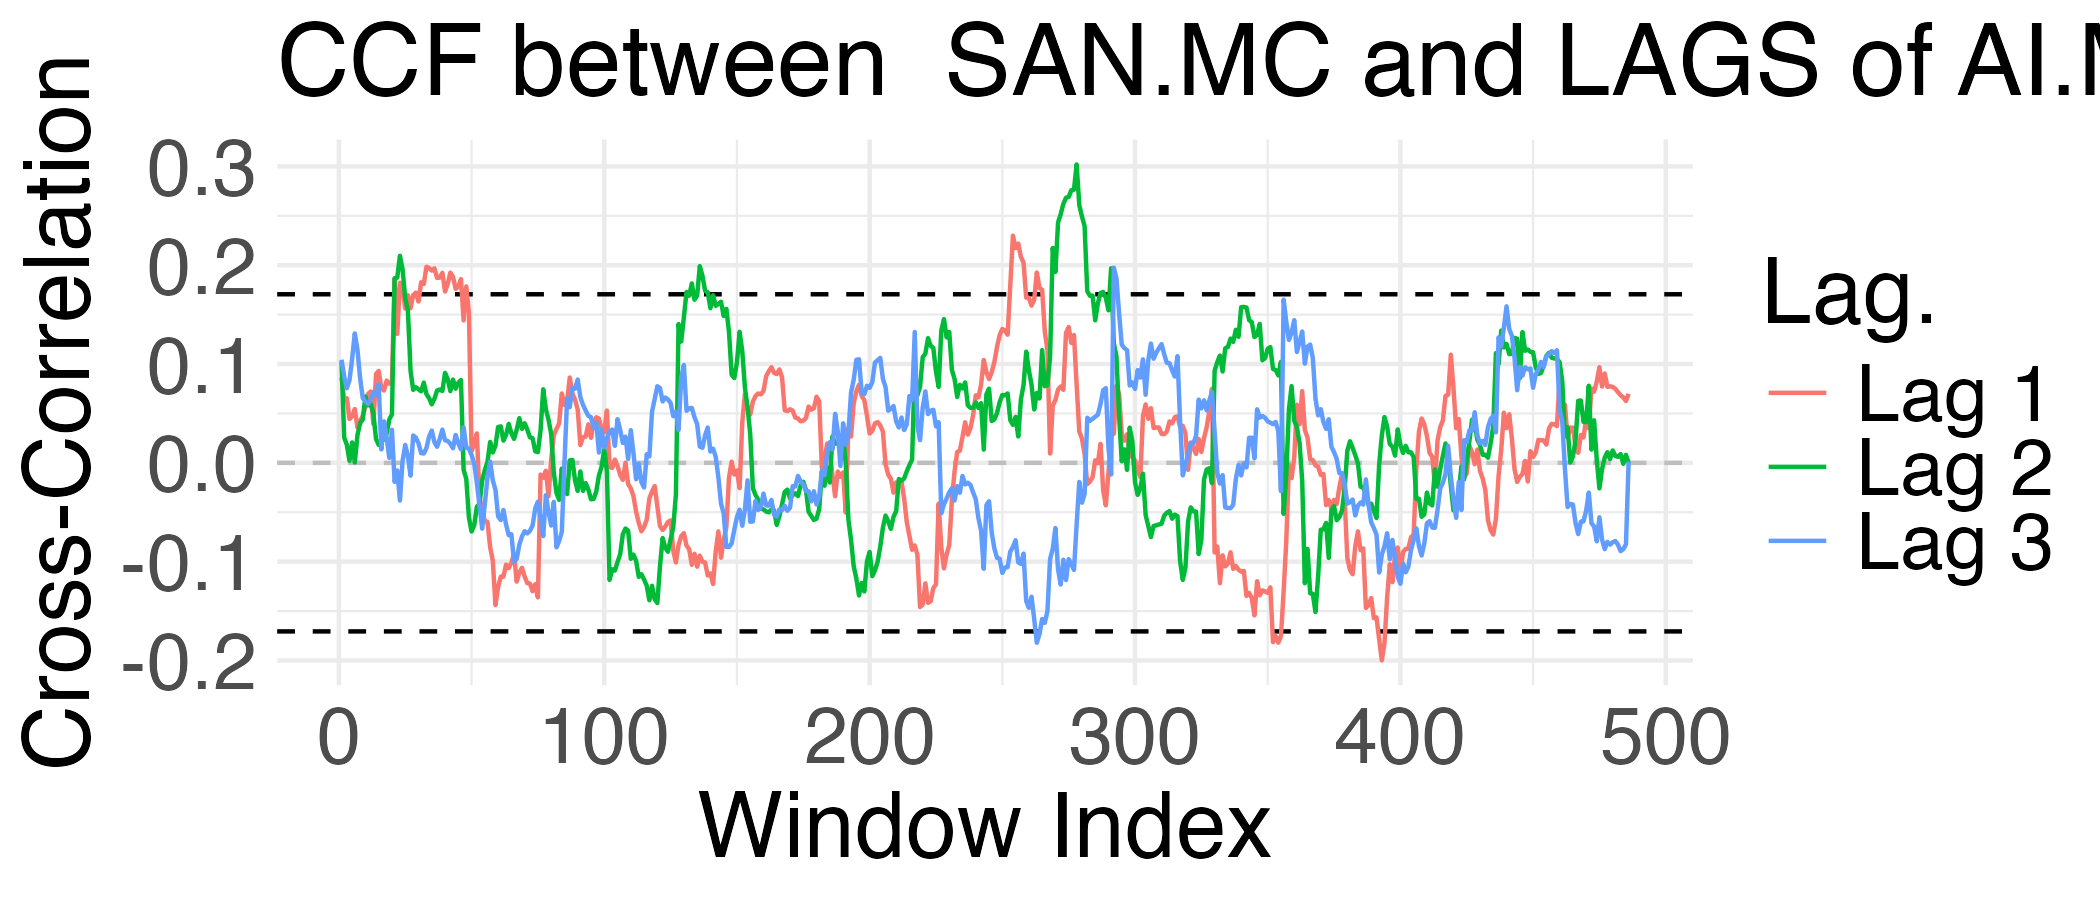 CCF between  SAN.MC and LAGS of AI.
Cross-Correlation
0.3
0.2
0.1
0.0
-0.1
-0.2
0
100
200
300
400
500
Window Index
Lag.
Lag 1
Lag 2
Lag 3